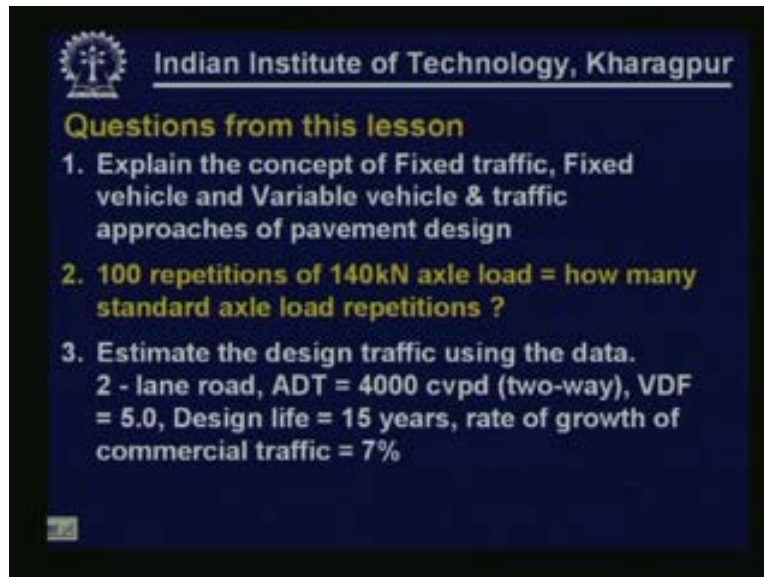 Indian Institute of Technology, Kharagpur
Questions from this lesson
1. Explain the concept of Fixed traffic, Fixed
vehicle and Variable vehicle & traffic
approaches of pavement design
2. 100 repetitions of 140kN axle load = how many
standard axle load repetitions ?
3. Estimate the design traffic using the data.
2 - lane road, ADT = 4000 cvpd (two-way), VDF
= 5.0, Design life = 15 years, rate of growth of
commercial traffic = 7%